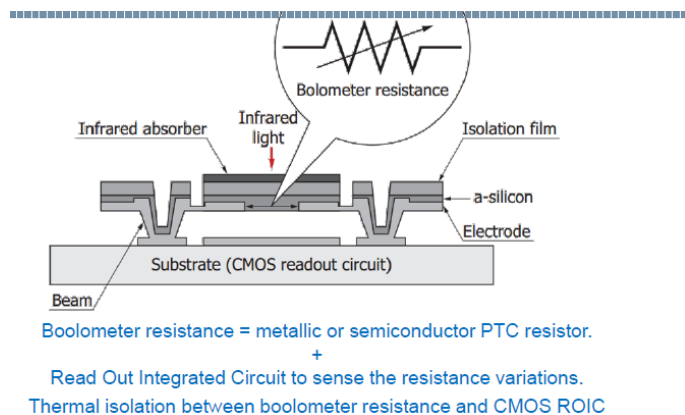 Bolometer resistance
Infrared absorber
Infrared
light
Isolation film
a-silicon
Electrode
Substrate (CMOS readout circuit)
Beam
Boolometer resistance = metallic or semiconductor PTC resistor.
+
Read Out Integrated Circuit to sense the resistance variations.
Thermal isolation between boolometer resistance and CMOS ROIC